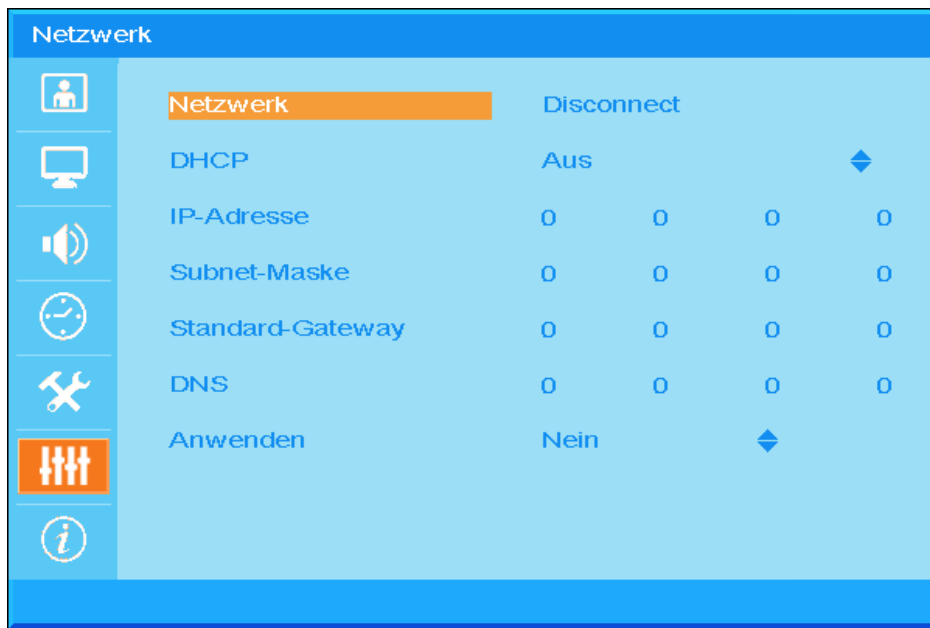 Netzwerk
Netzwerk Disconnect
DHCP Aus
IP-Adresse 0 0 0 0
Subnet-Maske 0 0 0 0
Standard-Gateway 0 0 0 0
DNS 0 0 0 0
Anwenden Nein